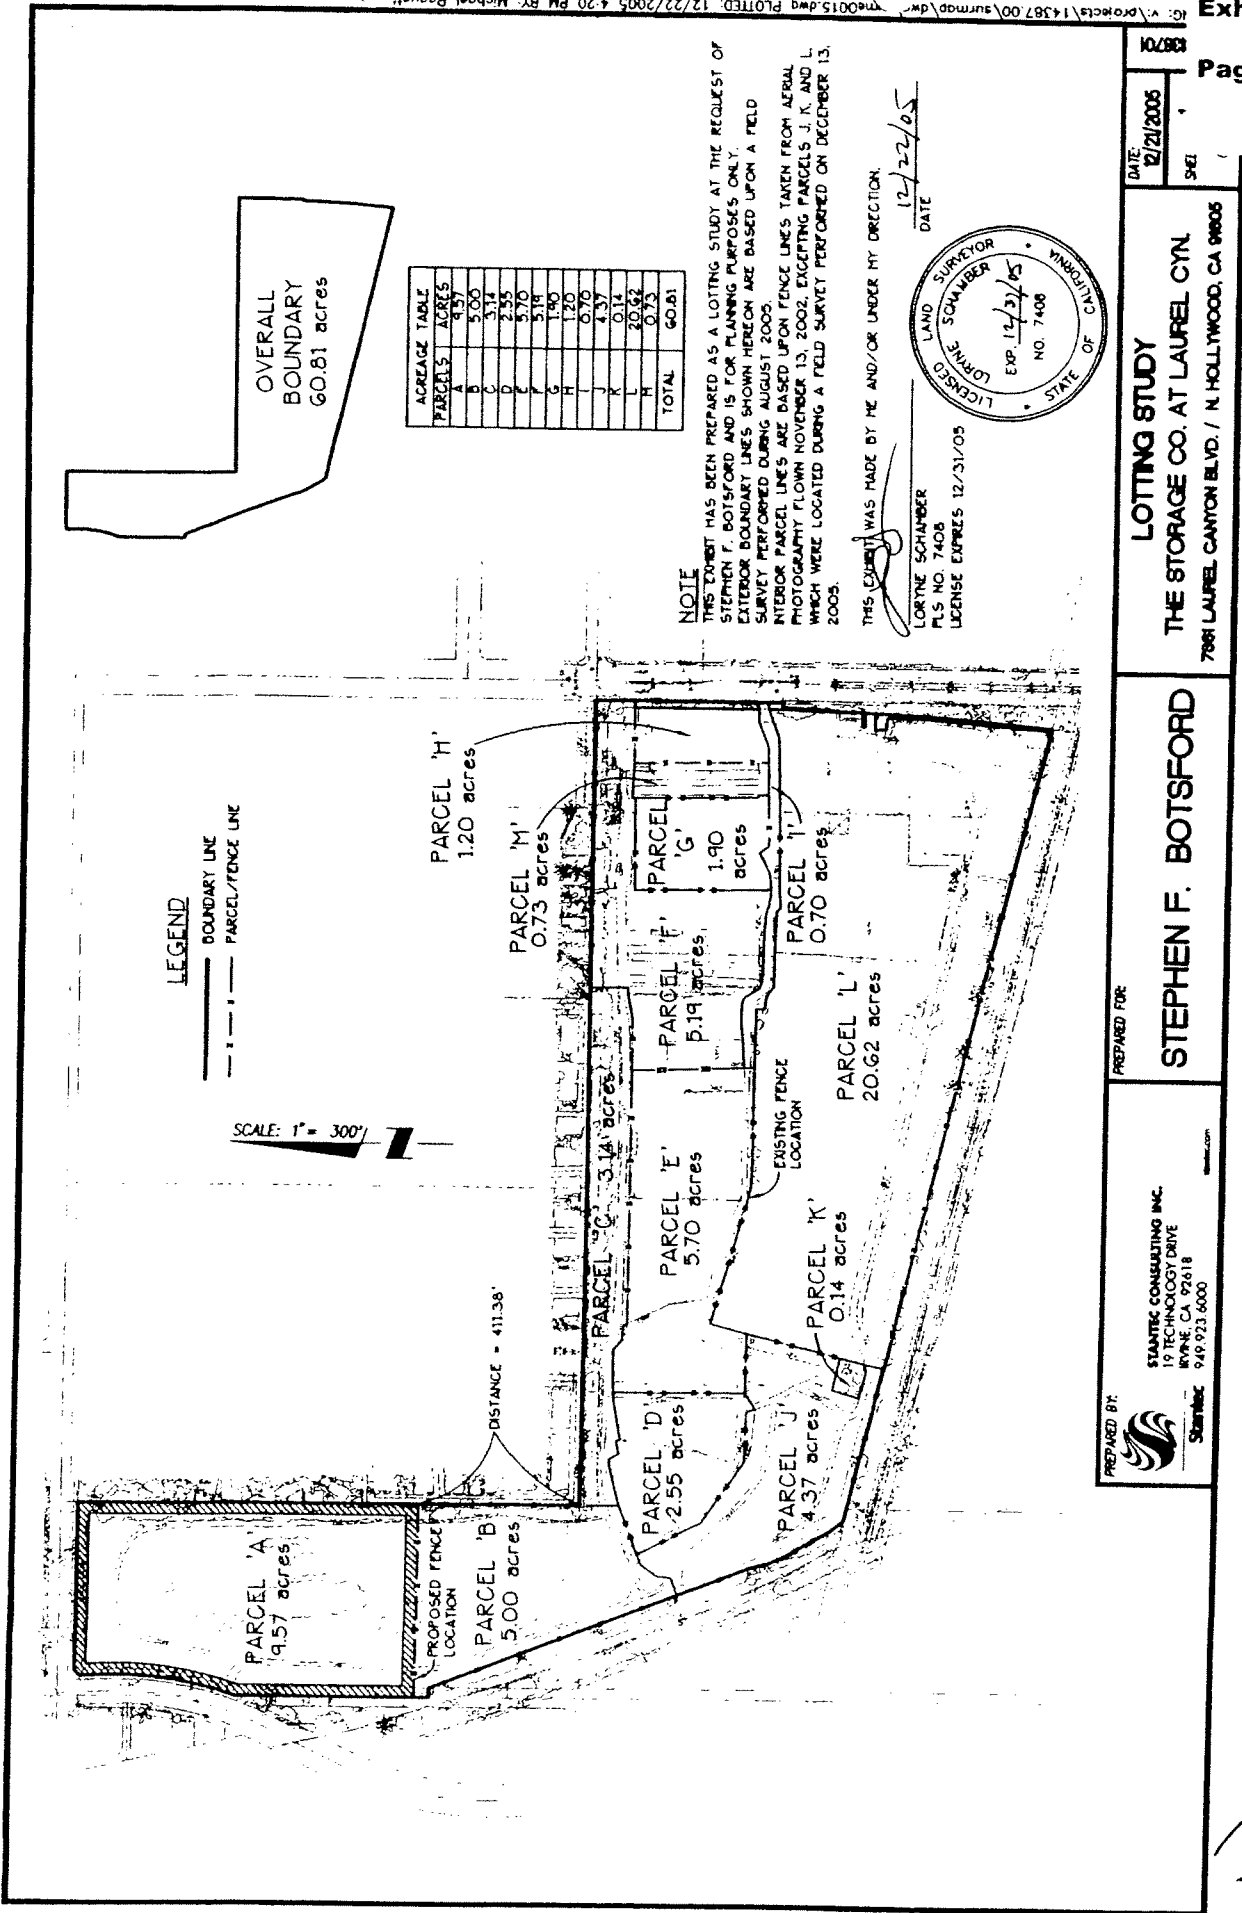 Exh
Pag
OVERALL
BOUNDARY
60.81 acres
ACREAGE TABLE
PARCELS ACRES
A 9.57
B 5.00
C 3.14
D 2.55
E 5.70
F 5.19
G 1.90
H 1.20
I 0.70
J 4.37
K 0.14
L 20.62
M 0.73
TOTAL 60.81
LEGEND
BOUNDARY LINE
PARCEL/FENCE LINE
SCALE: 1"= 300'
PARCEL 'H'
1.20 acres
PARCEL 'M'
0.73 acres
PARCEL
'G'
1.90
acres
PARCEL 'I'
0.70 acres
PARCEL 'F'
5.19 acres
PARCEL 'C' 3.14 acres
PARCEL 'E'
5.70 acres
PARCEL 'L'
20.62 acres
EXISTING FENCE
LOCATION
PARCEL 'K'
0.14 acres
DISTANCE = 411.38'
PARCEL 'D'
2.55 acres
PARCEL 'J'
4.37 acres
PARCEL 'A'
9.57 acres
PROPOSED FENCE
LOCATION
PARCEL 'B'
5.00 acres
NOTE
THIS EXHIBIT HAS BEEN PREPARED AS A LOTTING STUDY AT THE REQUEST OF
STEPHEN F. BOTSFORD AND IS FOR PLANNING PURPOSES ONLY.
EXTERIOR BOUNDARY LINES SHOWN HEREON ARE BASED UPON A FIELD
SURVEY PERFORMED DURING AUGUST 2005.
INTERIOR PARCEL LINES ARE BASED UPON FENCE LINES TAKEN FROM AERIAL
PHOTOGRAPHY FLOWN NOVEMBER 13, 2002, EXCEPTING PARCELS J, K, AND L
WHICH WERE LOCATED DURING A FIELD SURVEY PERFORMED ON DECEMBER 13,
2005.
THIS EXHIBIT WAS MADE BY ME AND/OR UNDER MY DIRECTION.
12/22/05
DATE
LORYNE SCHAMBER
PLS NO. 7408
LICENSE EXPIRES 12/31/05
LICENSED LAND SURVEYOR
LORYNE SCHAMBER
EXP. 12/31/05
NO. 7408
STATE OF CALIFORNIA
PREPARED BY:
Stantec
STANTEC CONSULTING INC.
19 TECHNOLOGY DRIVE
IRVINE, CA 92618
949.923.6000
PREPARED FOR:
STEPHEN F. BOTSFORD
LOTTING STUDY
THE STORAGE CO. AT LAUREL CYN.
7861 LAUREL CANYON BLVD. / N. HOLLYWOOD, CA 91605
DATE:
12/21/2005
PLOTTED: 12/22/2005 4:20 PM BY: